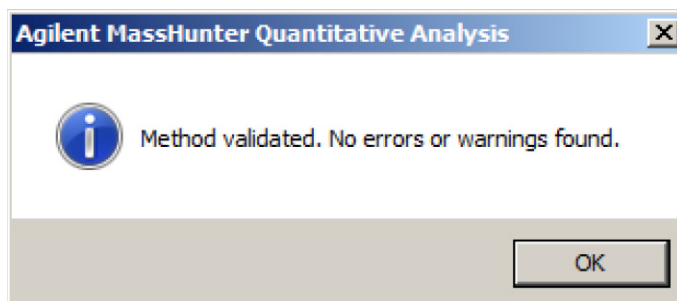 Agilent MassHunter Quantitative Analysis
Method validated. No errors or warnings found.
OK